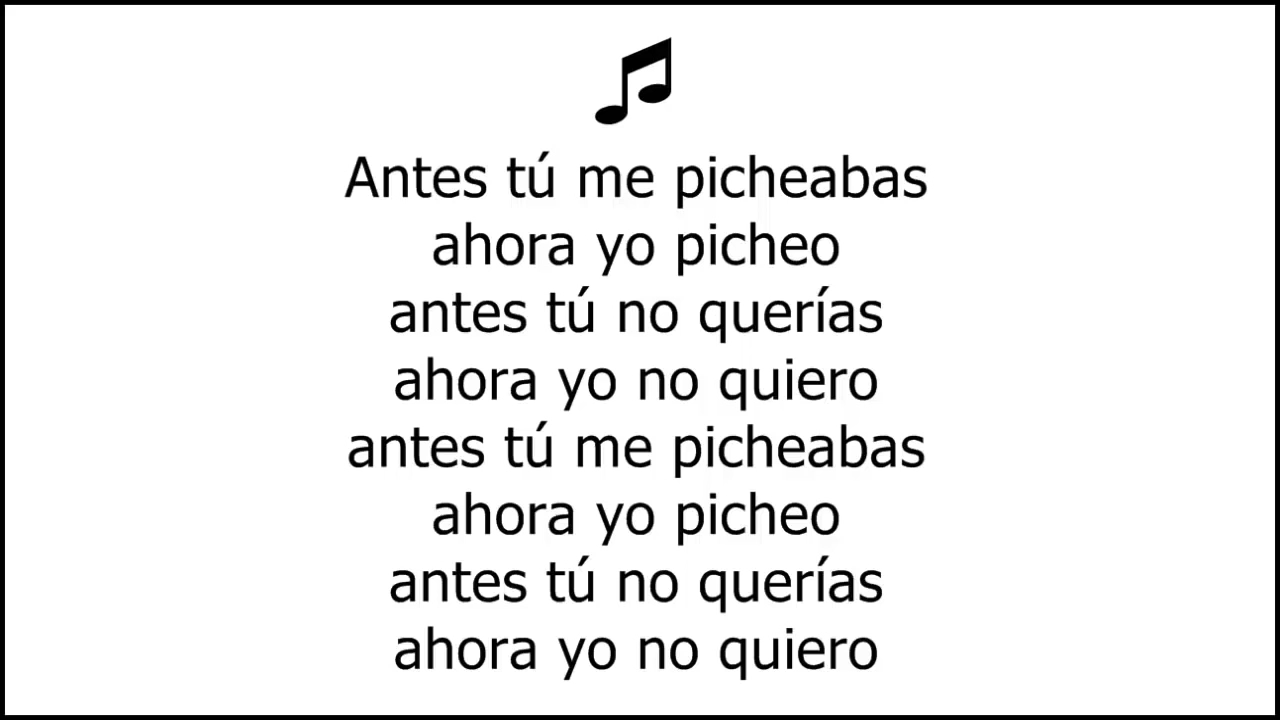 Antes tú me picheabas
ahora yo picheo
antes tú no querías
ahora yo no quiero
antes tú me picheabas
ahora yo picheo
antes tú no querías
ahora yo no quiero